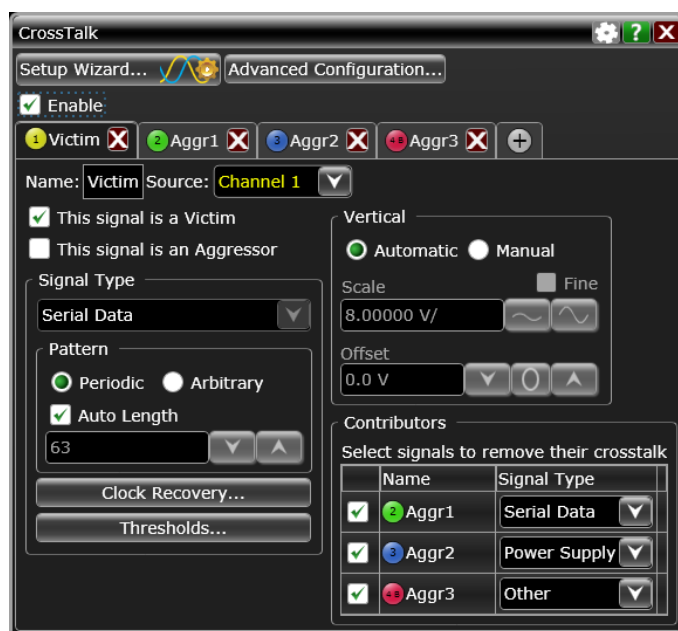 CrossTalk ?
Setup Wizard... Advanced Configuration...
Enable
1 Victim 2 Aggr1 3 Aggr2 4 B Aggr3
Name: Victim Source: Channel 1
This signal is a Victim
This signal is an Aggressor
Signal Type
Serial Data
Pattern
Periodic Arbitrary
Auto Length
63
Clock Recovery...
Thresholds...
Vertical
Automatic Manual
Scale Fine
8.00000 V/
Offset
0.0 V 0
Contributors
Select signals to remove their crosstalk
Name Signal Type
2 Aggr1 Serial Data
3 Aggr2 Power Supply
4 B Aggr3 Other